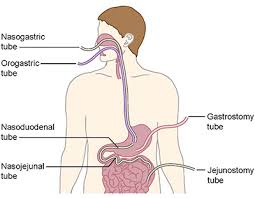 Nasogastric
tube
Orogastric
tube
Gastrostomy
tube
Nasoduodenal
tube
Nasojejunal
tube
Jejunostomy
tube